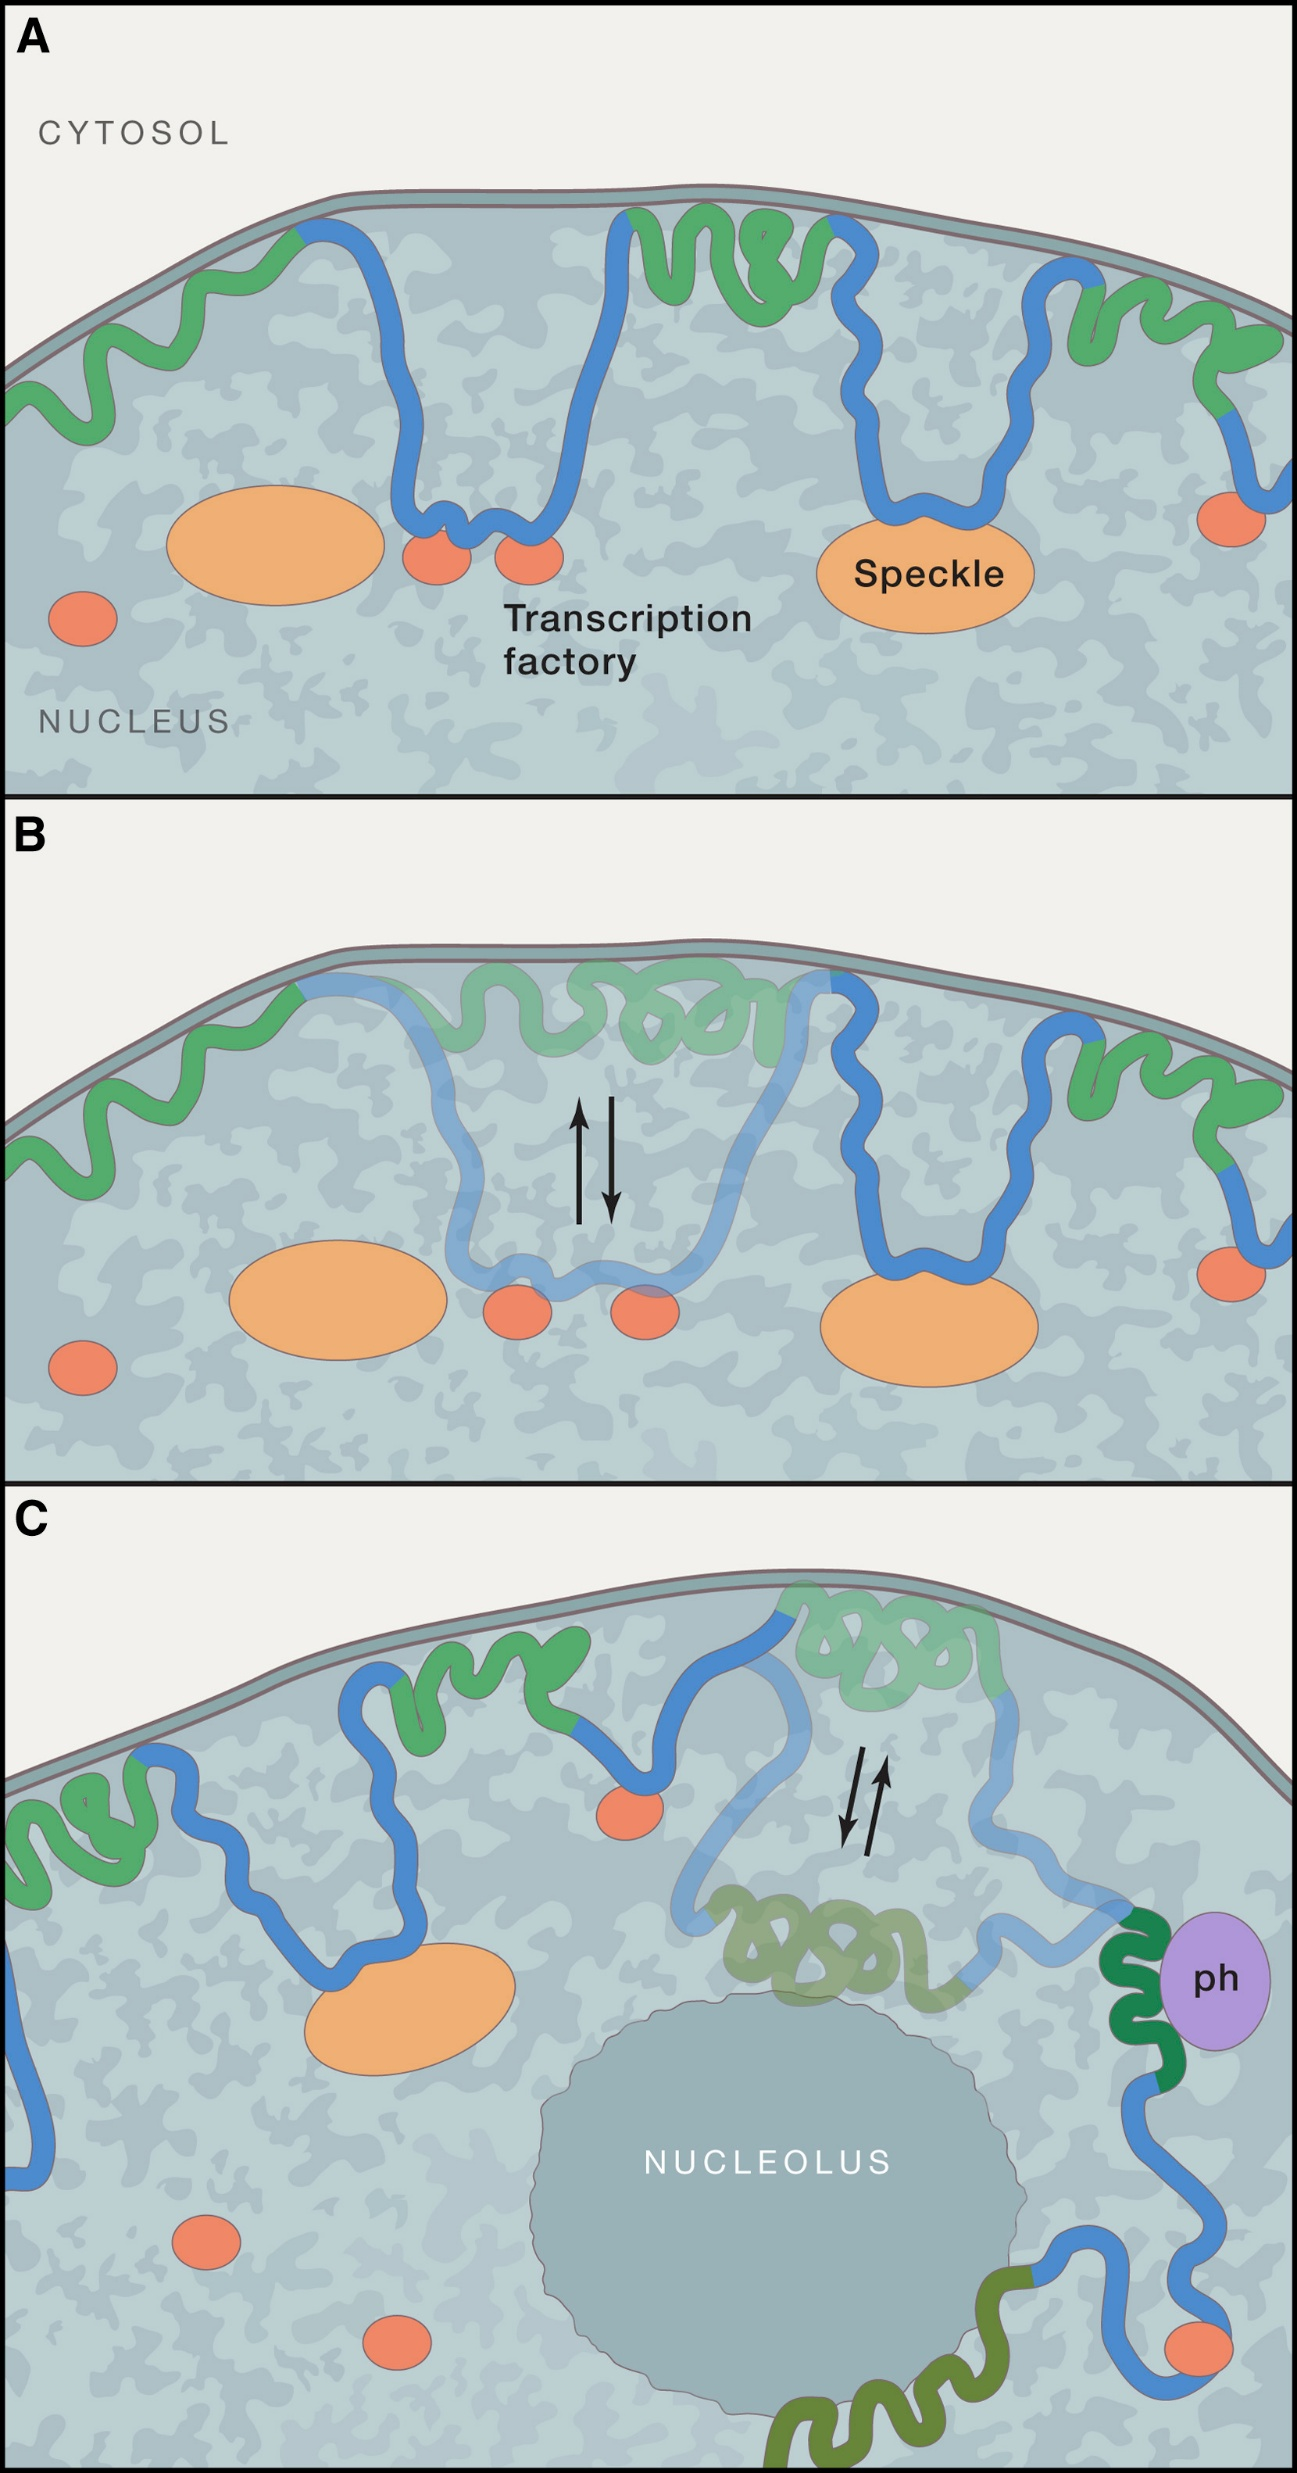 A
CYTOSOL
Speckle
Transcription
factory
NUCLEUS
B
C
ph
NUCLEOLUS